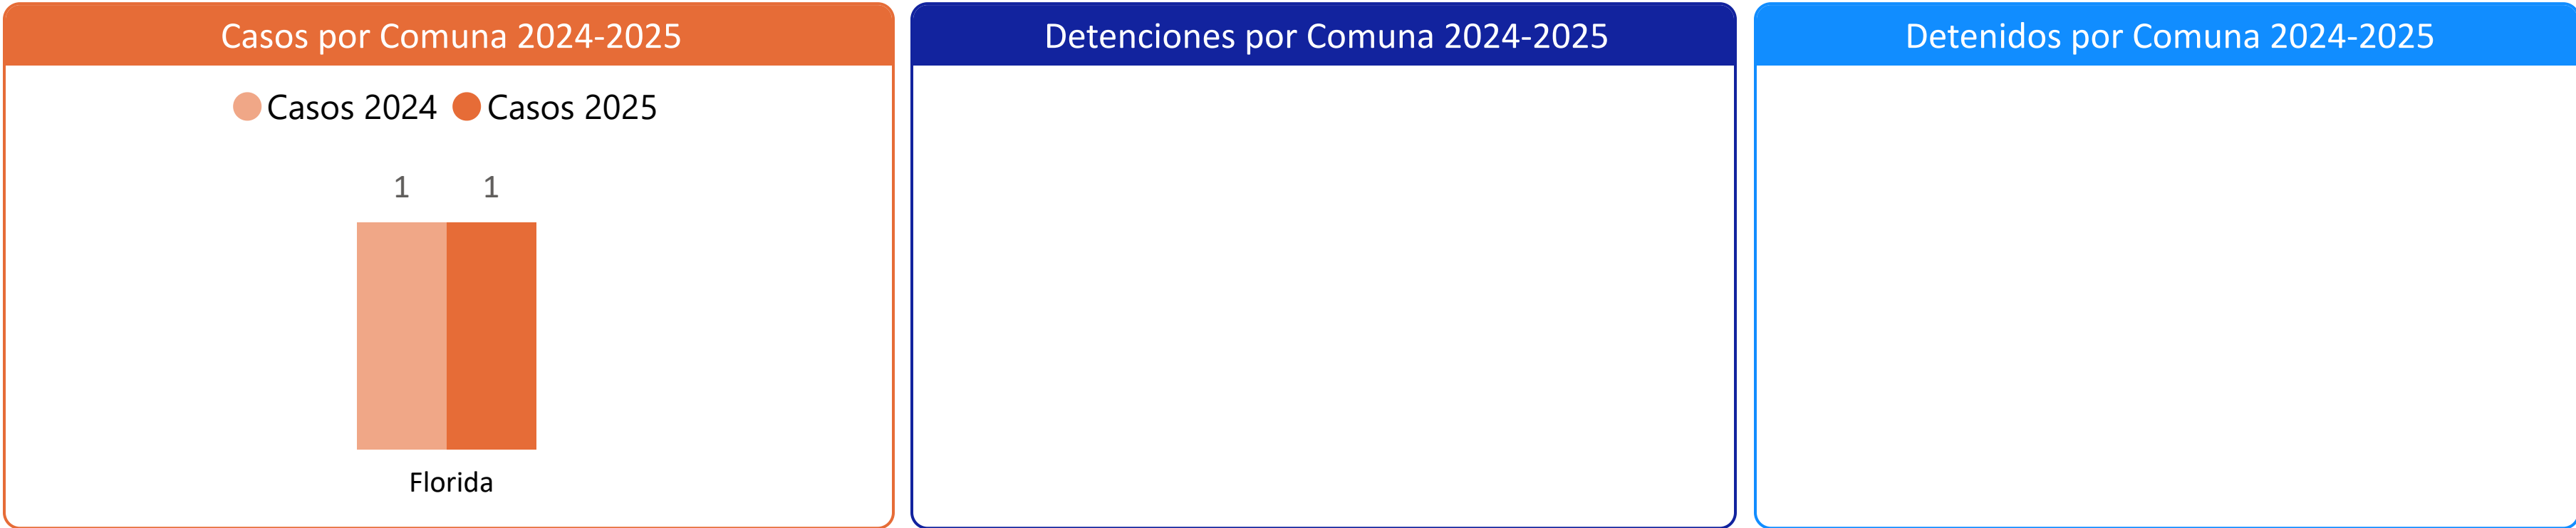 Casos por Comuna 2024-2025
Casos 2024 Casos 2025
1 1
Florida
Detenciones por Comuna 2024-2025
Detenidos por Comuna 2024-2025